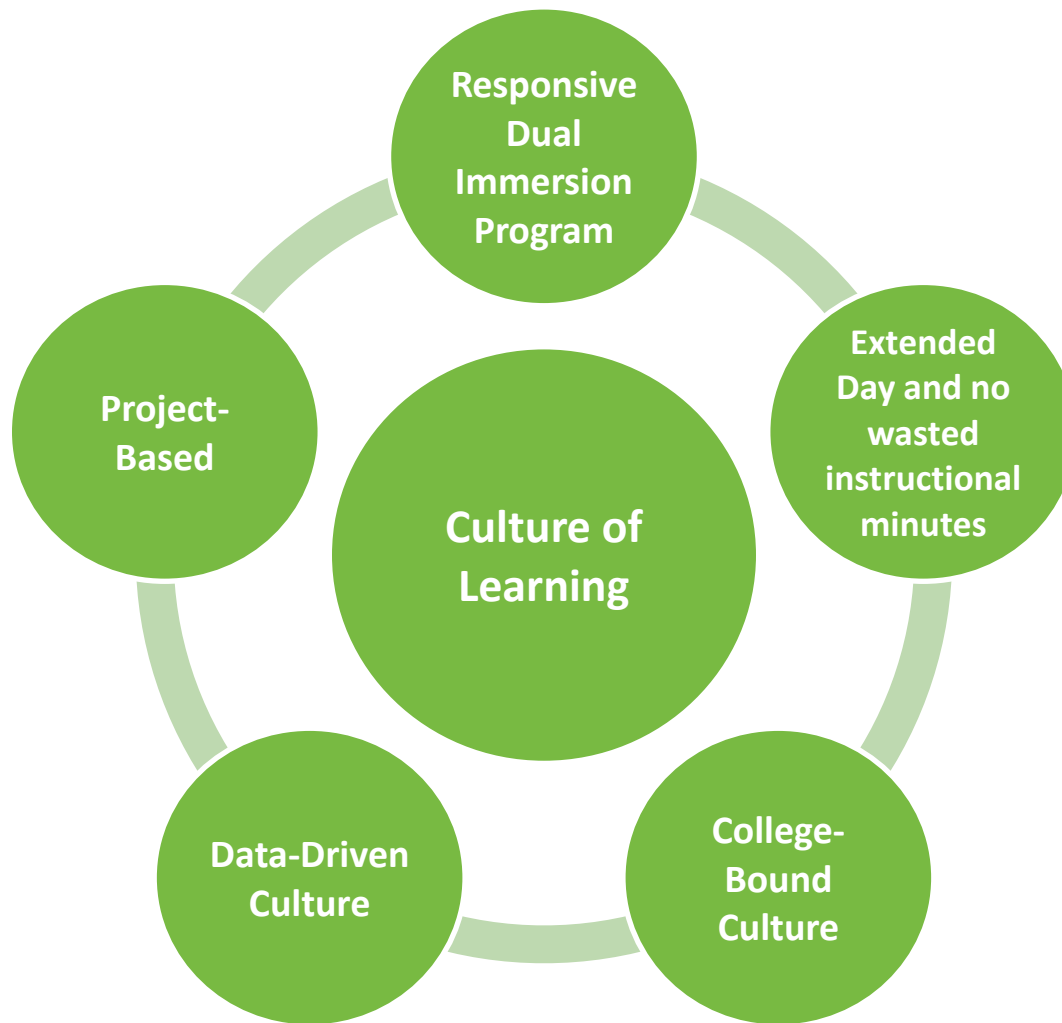 Responsive
Dual
Immersion
Program
Extended
Day and no
wasted
instructional
minutes
Project-
Based
Culture of
Learning
Data-Driven
Culture
College-
Bound
Culture